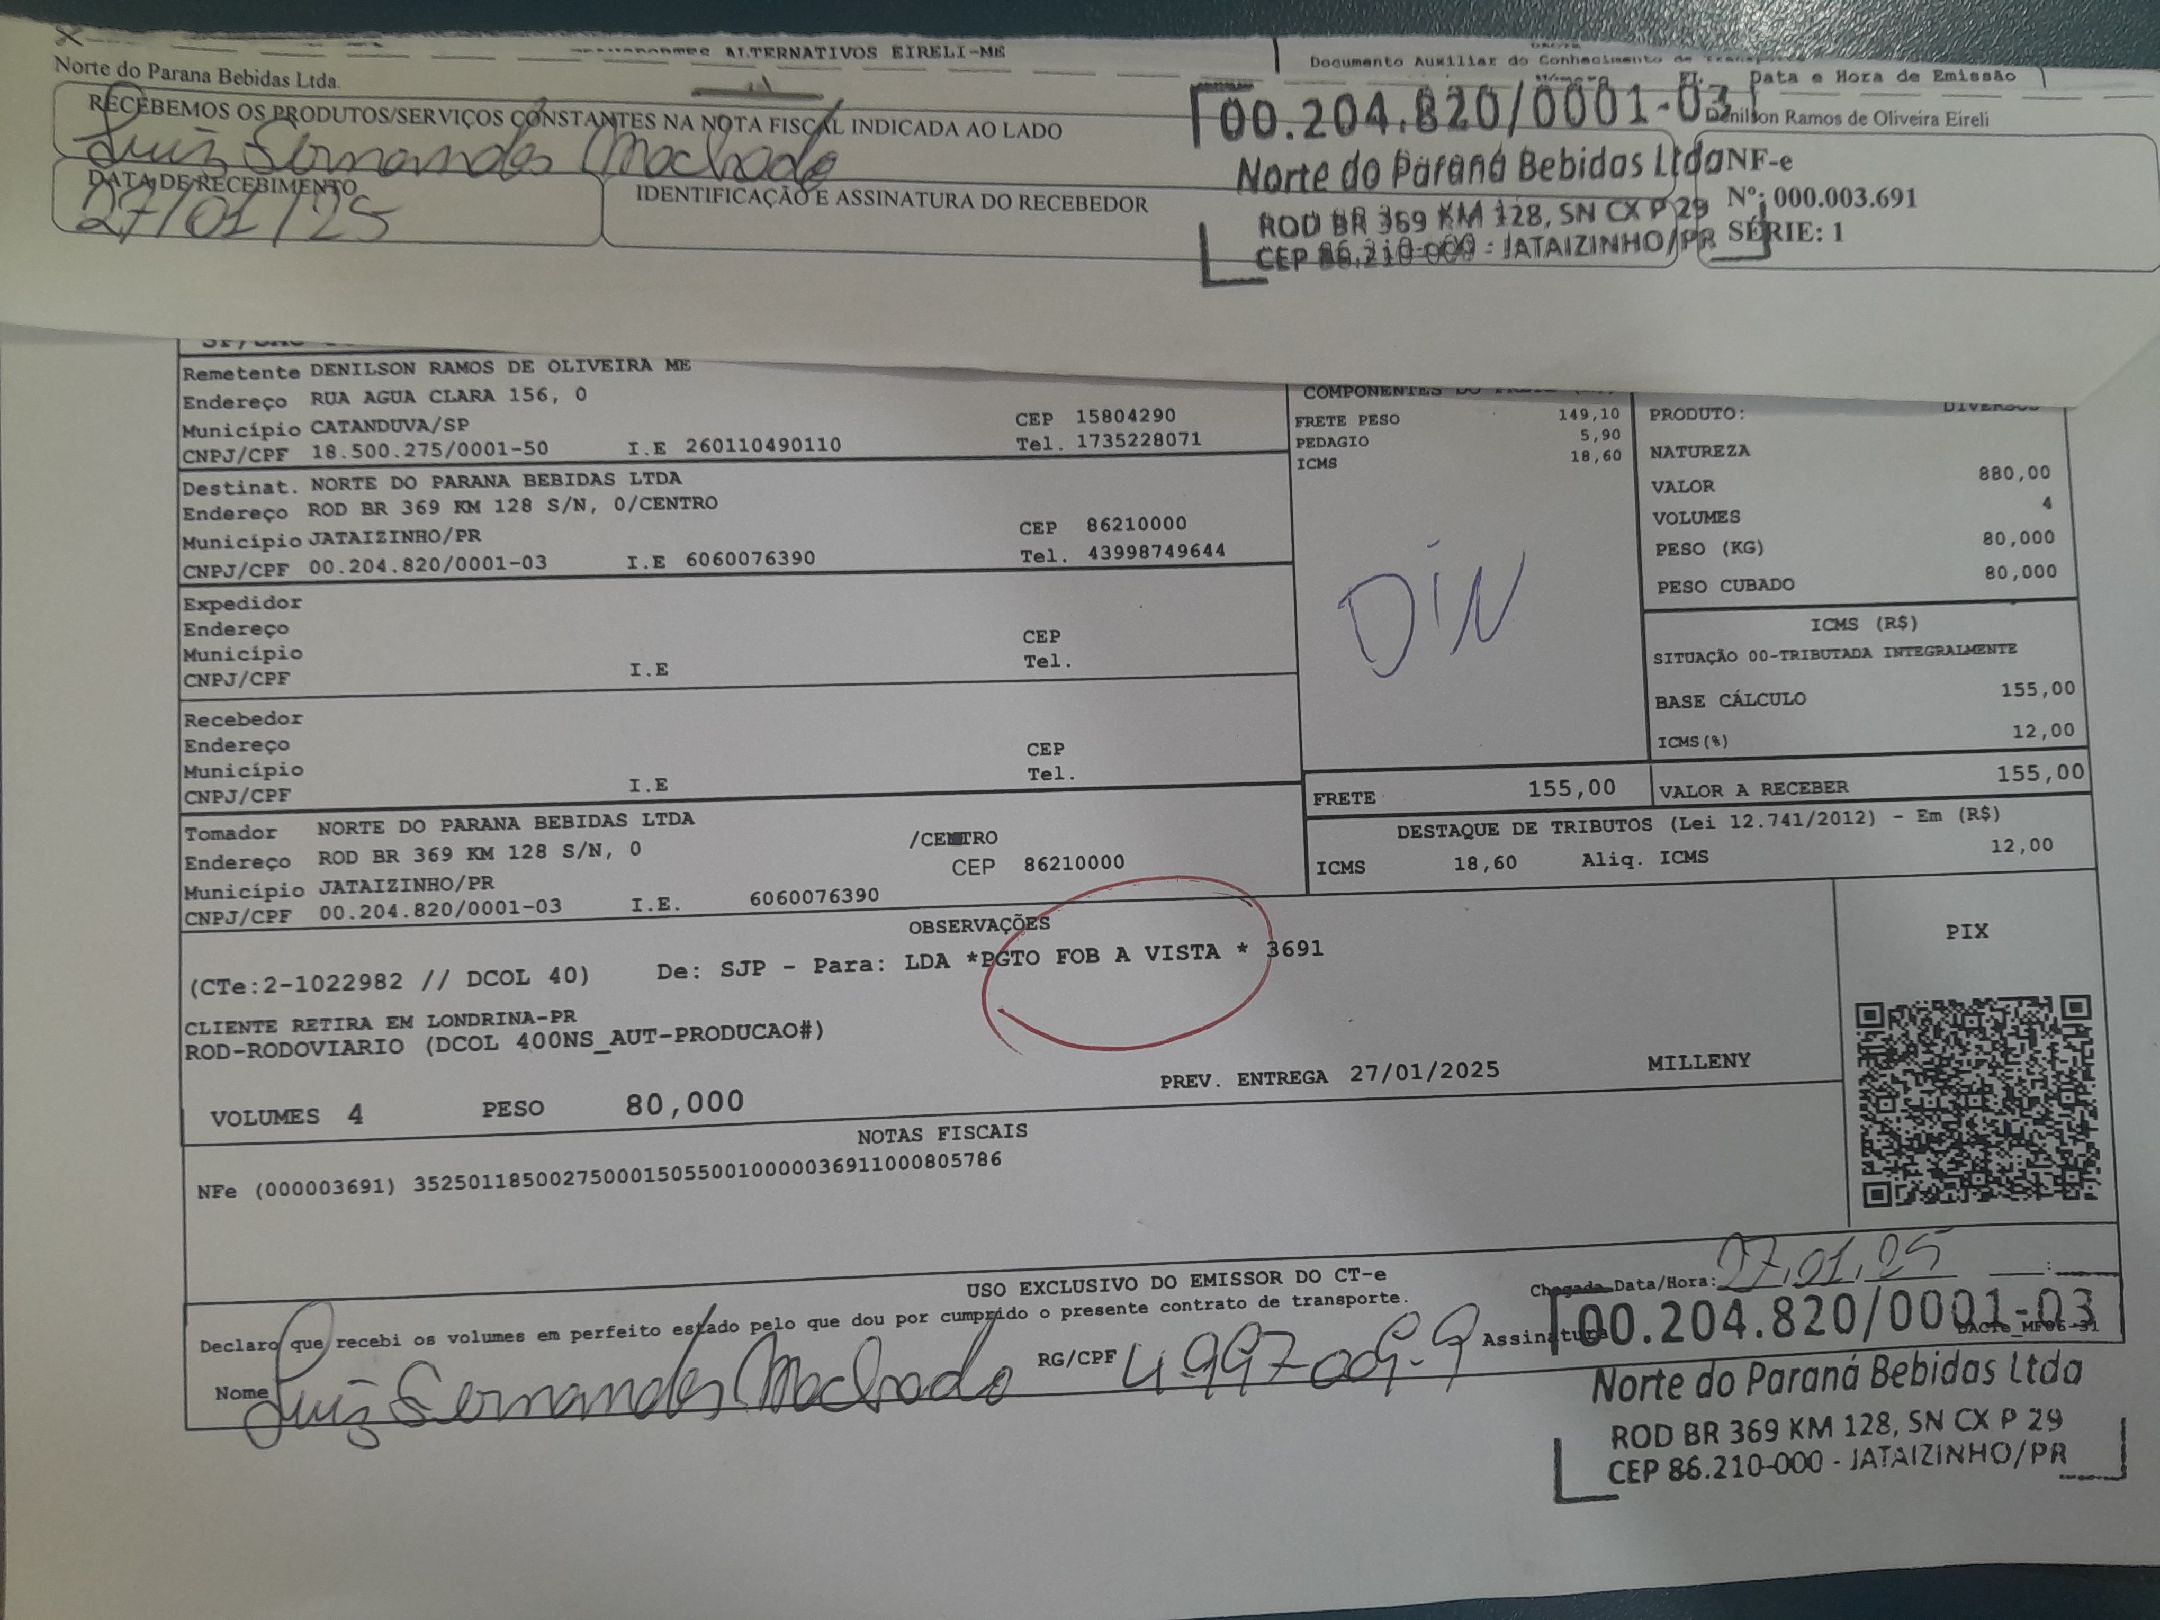 ALTERNATIVOS EIRELI-ME
Documento Auxiliar do Conhecimento de
Norte do Parana Bebidas Ltda.
Data e Hora de Emissão
RECEBEMOS OS PRODUTOS/SERVIÇOS CONSTANTES NA NOTA FISCAL INDICADA AO LADO
Luiz Fernandes Machado
DATA DE RECEBIMENTO
27/01/25
IDENTIFICAÇÃO E ASSINATURA DO RECEBEDOR
00.204.820/0001-03
Norte do Paraná Bebidas Ltda
ROD BR 369 KM 128, SN CX P 29
CEP 86.210-000 - JATAIZINHO/PR
Denilson Ramos de Oliveira Eireli
NF-e
Nº: 000.003.691
SÉRIE: 1
Remetente DENILSON RAMOS DE OLIVEIRA ME
Endereço RUA AGUA CLARA 156, 0
Município CATANDUVA/SP CEP 15804290
CNPJ/CPF 18.500.275/0001-50 I.E 260110490110 Tel. 1735228071
Destinat. NORTE DO PARANA BEBIDAS LTDA
Endereço ROD BR 369 KM 128 S/N, 0/CENTRO
Município JATAIZINHO/PR CEP 86210000
CNPJ/CPF 00.204.820/0001-03 I.E 6060076390 Tel. 43998749644
Expedidor
Endereço
Município CEP
CNPJ/CPF I.E Tel.
Recebedor
Endereço
Município CEP
CNPJ/CPF I.E Tel.
Tomador NORTE DO PARANA BEBIDAS LTDA
Endereço ROD BR 369 KM 128 S/N, 0 /CENTRO
Município JATAIZINHO/PR CEP 86210000
CNPJ/CPF 00.204.820/0001-03 I.E. 6060076390
COMPONENTES DO
FRETE PESO 149,10
PEDAGIO 5,90
ICMS 18,60
DIN
PRODUTO: DIVERSOS
NATUREZA
VALOR 880,00
VOLUMES 4
PESO (KG) 80,000
PESO CUBADO 80,000
ICMS (R$)
SITUAÇÃO 00-TRIBUTADA INTEGRALMENTE
BASE CÁLCULO 155,00
ICMS(%) 12,00
FRETE 155,00 VALOR A RECEBER 155,00
DESTAQUE DE TRIBUTOS (Lei 12.741/2012) - Em (R$)
ICMS 18,60 Aliq. ICMS 12,00
OBSERVAÇÕES
(CTe:2-1022982 // DCOL 40) De: SJP - Para: LDA *PGTO FOB A VISTA * 3691
CLIENTE RETIRA EM LONDRINA-PR
ROD-RODOVIARIO (DCOL 400NS_AUT-PRODUCAO#)
PREV. ENTREGA 27/01/2025 MILLENY
VOLUMES 4 PESO 80,000
PIX
NOTAS FISCAIS
NFe (000003691) 35250118500275000150550010000036911000805786
USO EXCLUSIVO DO EMISSOR DO CT-e
Declaro que recebi os volumes em perfeito estado pelo que dou por cumprido o presente contrato de transporte.
Chegada Data/Hora: 27,01,25
Nome Luiz Fernandes Machado RG/CPF 4.997-009-9 Assinatura
00.204.820/0001-03
Norte do Paraná Bebidas Ltda
ROD BR 369 KM 128, SN CX P 29
CEP 86.210-000 - JATAIZINHO/PR